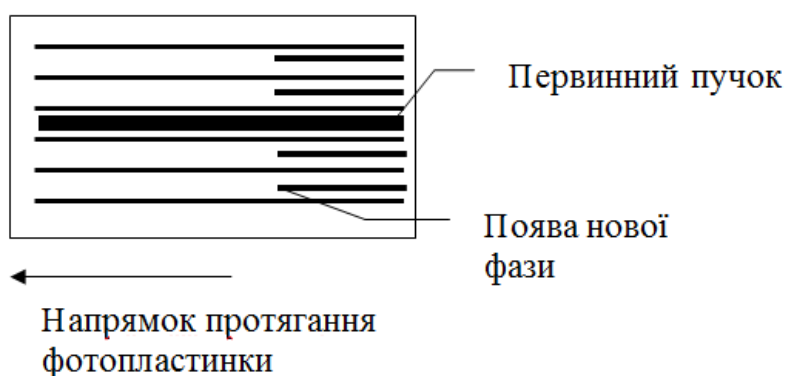 Первинний пучок
Поява нової
фази
Напрямок протягання
фотопластинки